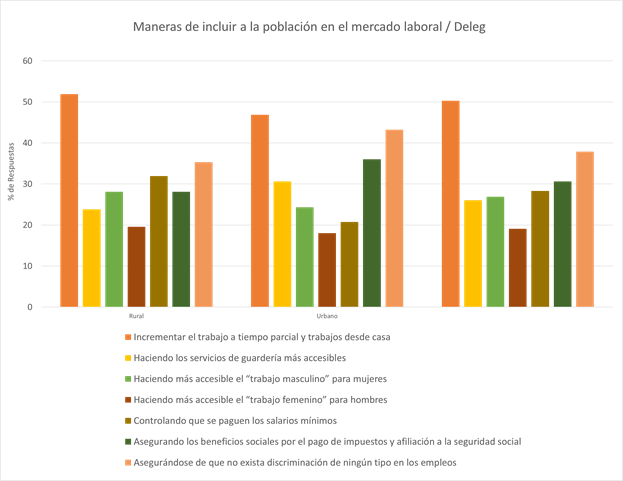 Maneras de incluir a la población en el mercado laboral / Deleg
60
50
40
30
20
10
0
% de Respuestas
Rural
Urbano
Incrementar el trabajo a tiempo parcial y trabajos desde casa
Haciendo los servicios de guardería más accesibles
Haciendo más accesible el “trabajo masculino” para mujeres
Haciendo más accesible el “trabajo femenino” para hombres
Controlando que se paguen los salarios mínimos
Asegurando los beneficios sociales por el pago de impuestos y afiliación a la seguridad social
Asegurándose de que no exista discriminación de ningún tipo en los empleos